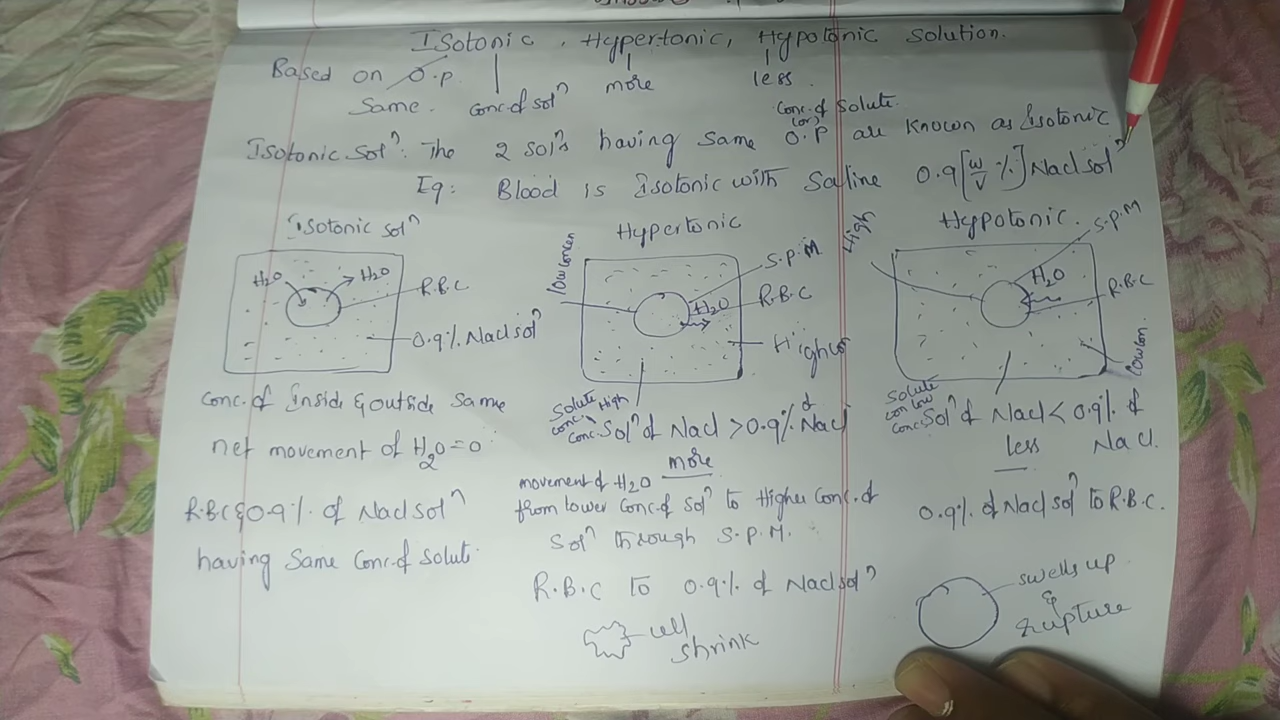 Isotonic, Hypertonic, Hypotonic solution.
Based on O.p.
Same.
Conc. of solⁿ
more
less.
Isotonic Solⁿ: The 2 solⁿs having same O.P are known as Isotonic
Conc. of Solute
(or)
Eg: Blood is Isotonic with Saline 0.9 [w/v %] Nacl solⁿ
Isotonic solⁿ
H₂O
H₂O
R.B.C
0.9% Nacl solⁿ
Conc. of Inside & outside same
net movement of H₂O = 0
R.B.C & 0.9% of Nacl solⁿ
having Same Conc. of Solute.
Hypertonic
low concen
S.P.M
H₂O
R.B.C
Higher
Solute
conc. High
conc. Solⁿ of Nacl > 0.9% of Nacl
more
movement of H₂O
from lower Conc. of solⁿ to Higher Conc. of
Solⁿ through S.P.M.
R.B.C to 0.9% of Nacl solⁿ
cell
shrink
Hyppotonic.
High
S.P.M
H₂O
R.B.C
low con
Solute
con low
conc. Solⁿ of Nacl < 0.9% of
less Nacl.
0.9% of Nacl solⁿ to R.B.C.
swells up
&
rupture